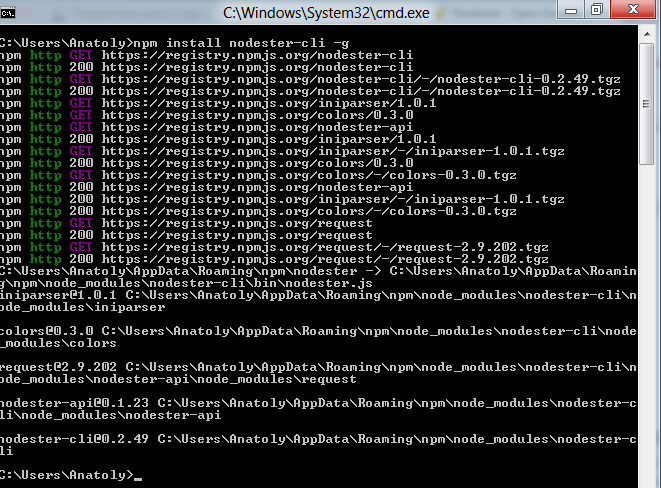 C:\Windows\System32\cmd.exe
C:\Users\Anatoly>npm install nodester-cli -g
npm http GET https://registry.npmjs.org/nodester-cli
npm http 200 https://registry.npmjs.org/nodester-cli
npm http GET https://registry.npmjs.org/nodester-cli/-/nodester-cli-0.2.49.tgz
npm http 200 https://registry.npmjs.org/nodester-cli/-/nodester-cli-0.2.49.tgz
npm http GET https://registry.npmjs.org/iniparser/1.0.1
npm http GET https://registry.npmjs.org/colors/0.3.0
npm http GET https://registry.npmjs.org/nodester-api
npm http 200 https://registry.npmjs.org/iniparser/1.0.1
npm http GET https://registry.npmjs.org/iniparser/-/iniparser-1.0.1.tgz
npm http 200 https://registry.npmjs.org/colors/0.3.0
npm http GET https://registry.npmjs.org/colors/-/colors-0.3.0.tgz
npm http 200 https://registry.npmjs.org/nodester-api
npm http 200 https://registry.npmjs.org/iniparser/-/iniparser-1.0.1.tgz
npm http 200 https://registry.npmjs.org/colors/-/colors-0.3.0.tgz
npm http GET https://registry.npmjs.org/request
npm http 200 https://registry.npmjs.org/request
npm http GET https://registry.npmjs.org/request/-/request-2.9.202.tgz
npm http 200 https://registry.npmjs.org/request/-/request-2.9.202.tgz
C:\Users\Anatoly\AppData\Roaming\npm\nodester -> C:\Users\Anatoly\AppData\Roamin
g\npm\node_modules\nodester-cli\bin\nodester.js
iniparser@1.0.1 C:\Users\Anatoly\AppData\Roaming\npm\node_modules\nodester-cli\n
ode_modules\iniparser
colors@0.3.0 C:\Users\Anatoly\AppData\Roaming\npm\node_modules\nodester-cli\node
_modules\colors
request@2.9.202 C:\Users\Anatoly\AppData\Roaming\npm\node_modules\nodester-cli\n
ode_modules\nodester-api\node_modules\request
nodester-api@0.1.23 C:\Users\Anatoly\AppData\Roaming\npm\node_modules\nodester-c
li\node_modules\nodester-api
nodester-cli@0.2.49 C:\Users\Anatoly\AppData\Roaming\npm\node_modules\nodester-c
li
C:\Users\Anatoly>_